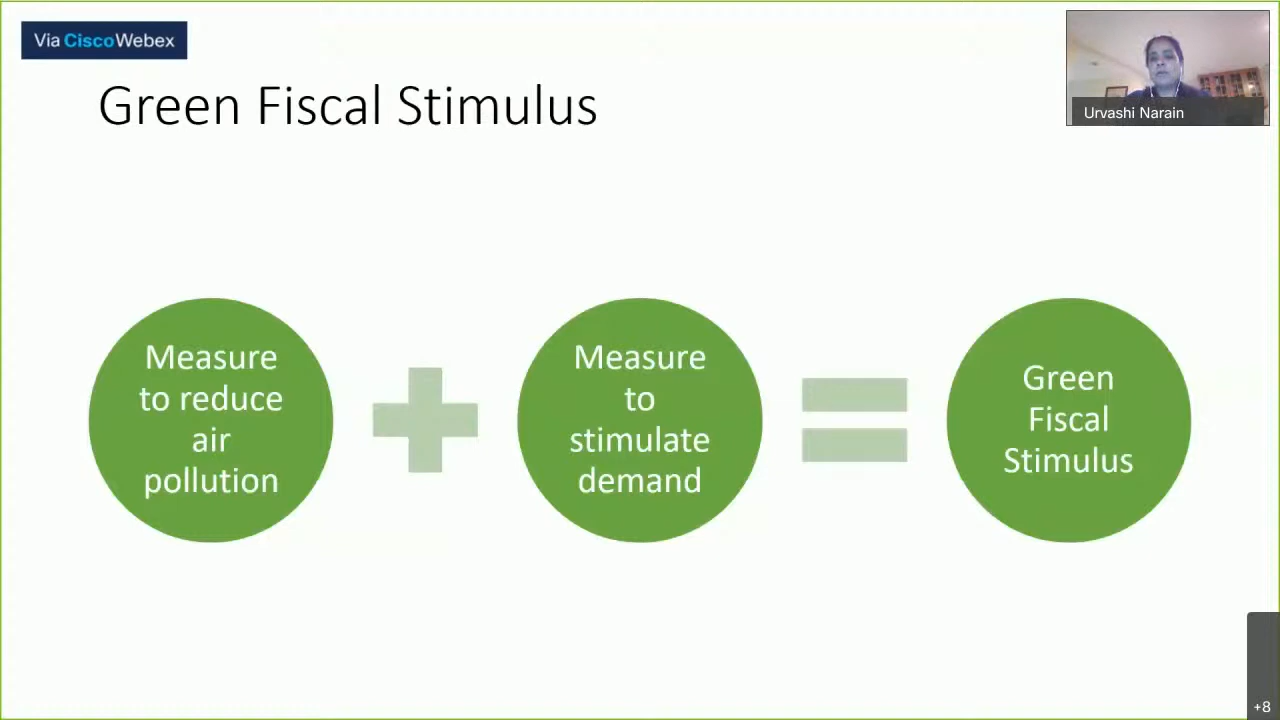 Via CiscoWebex
Urvashi Narain
Green Fiscal Stimulus
Measure
to reduce
air
pollution
Measure
to
stimulate
demand
Green
Fiscal
Stimulus
+8